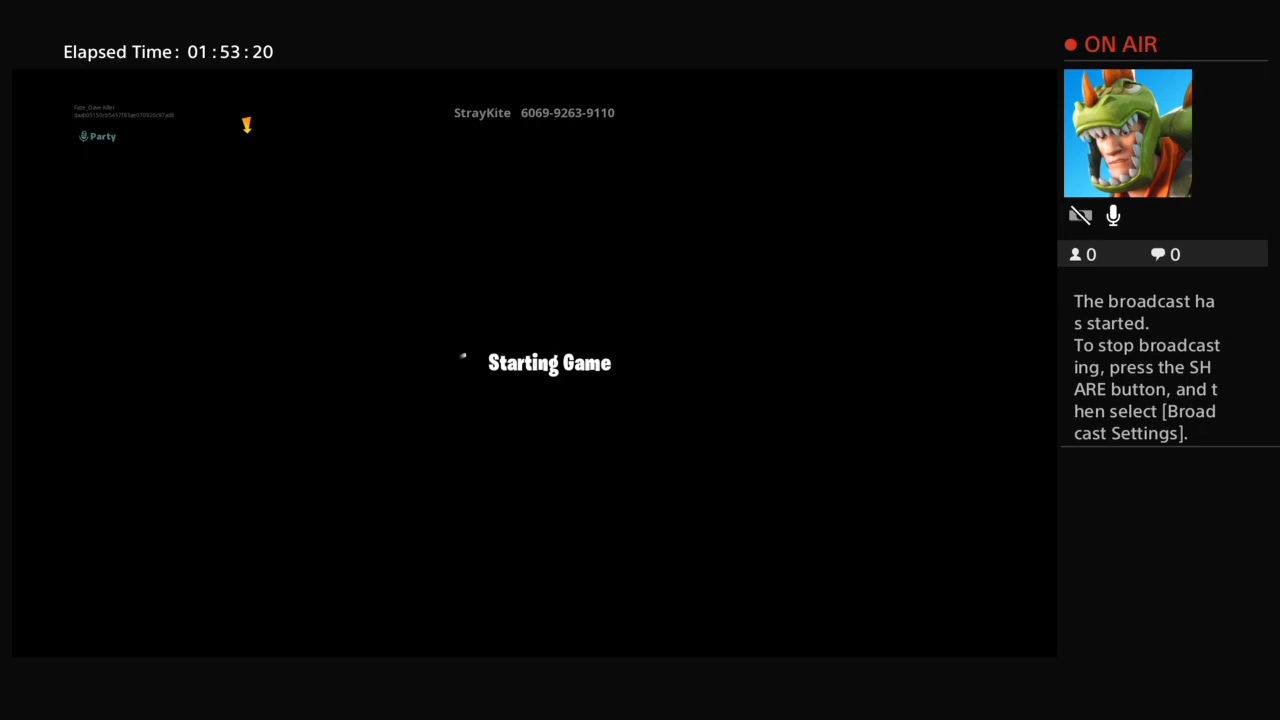 Elapsed Time: 01:53:20
ON AIR
StrayKite 6069-9263-9110
Party
0 0
Starting Game
The broadcast ha
s started.
To stop broadcast
ing, press the SH
ARE button, and t
hen select [Broad
cast Settings].